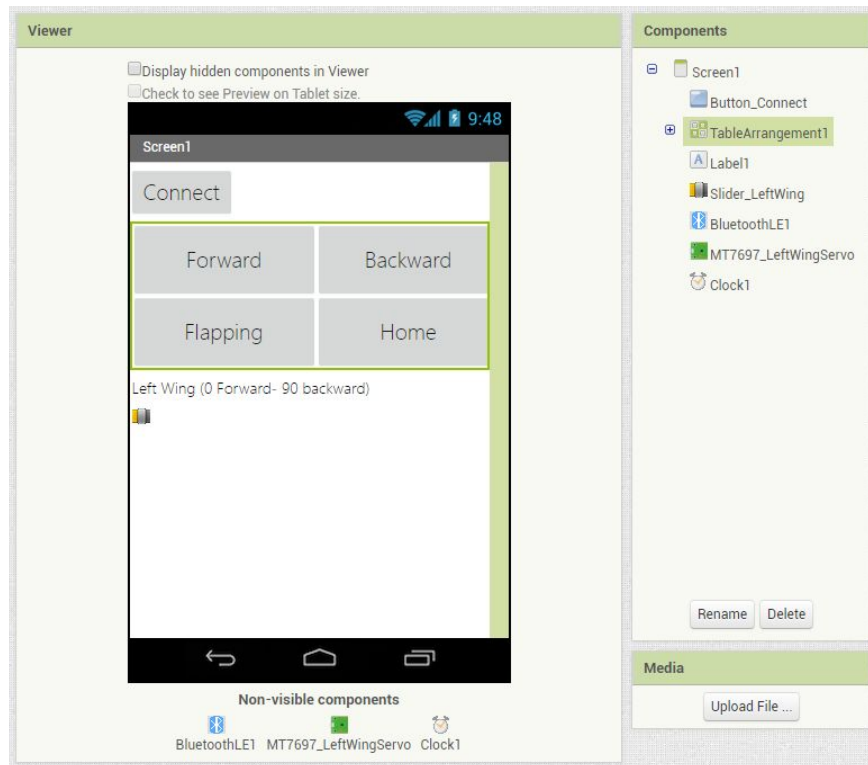 Viewer
Display hidden components in Viewer
Check to see Preview on Tablet size.
9:48
Screen1
Connect
Forward
Backward
Flapping
Home
Left Wing (0 Forward- 90 backward)
Non-visible components
BluetoothLE1
MT7697_LeftWingServo
Clock1
Components
Screen1
Button_Connect
TableArrangement1
A
Label1
Slider_LeftWing
BluetoothLE1
MT7697_LeftWingServo
Clock1
Rename
Delete
Media
Upload File ...